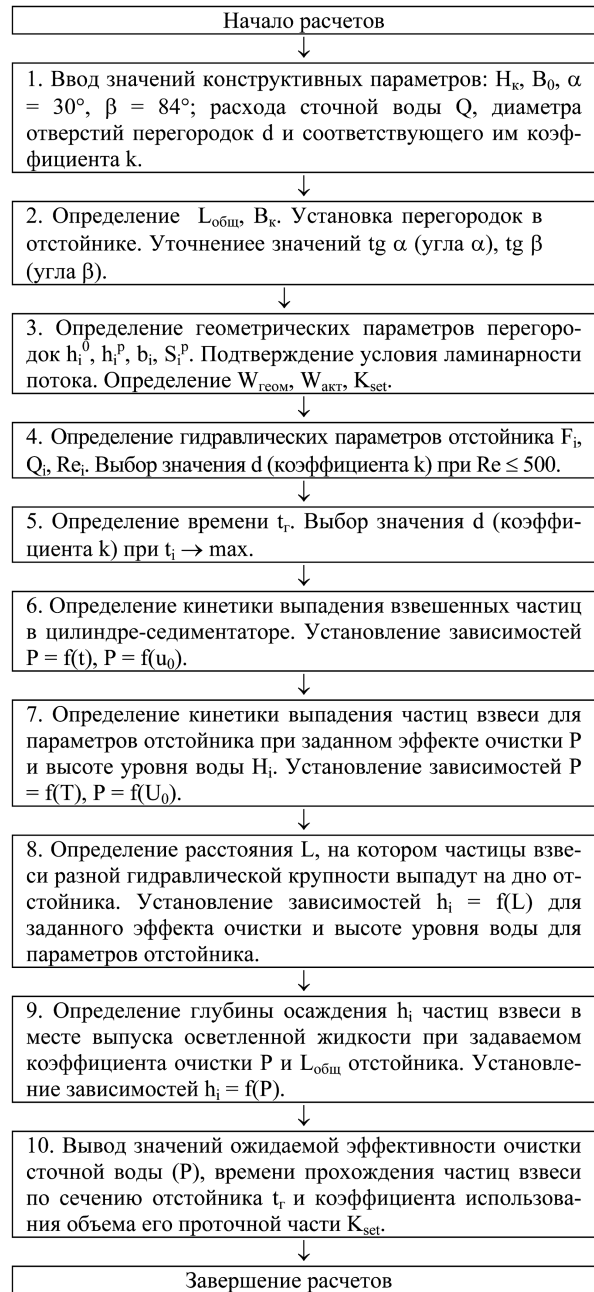 Начало расчетов
↓
1. Ввод значений конструктивных параметров: Hк, B0, α
= 30°, β = 84°; расхода сточной воды Q, диаметра
отверстий перегородок d и соответствующего им коэф-
фициента k.
↓
2. Определение Lобщ, Bк. Установка перегородок в
отстойнике. Уточнениее значений tg α (угла α), tg β
(угла β).
↓
3. Определение геометрических параметров перегоро-
док hᵢ⁰, hᵢᵖ, bᵢ, Sᵢᵖ. Подтверждение условия ламинарности
потока. Определение Wгеом, Wакт, Kset.
↓
4. Определение гидравлических параметров отстойника Fᵢ,
Qᵢ, Reᵢ. Выбор значения d (коэффициента k) при Re ≤ 500.
↓
5. Определение времени tг. Выбор значения d (коэффи-
циента k) при tᵢ → max.
↓
6. Определение кинетики выпадения взвешенных частиц
в цилиндре-седиментаторе. Установление зависимостей
P = f(t), P = f(u0).
↓
7. Определение кинетики выпадения частиц взвеси для
параметров отстойника при заданном эффекте очистки P
и высоте уровня воды Hᵢ. Установление зависимостей P
= f(T), P = f(U0).
↓
8. Определение расстояния L, на котором частицы взве-
си разной гидравлической крупности выпадут на дно от-
стойника. Установление зависимостей hᵢ = f(L) для
заданного эффекта очистки и высоте уровня воды для
параметров отстойника.
↓
9. Определение глубины осаждения hᵢ частиц взвеси в
месте выпуска осветленной жидкости при задаваемом
коэффициента очистки P и Lобщ отстойника. Установле-
ние зависимостей hᵢ = f(P).
↓
10. Вывод значений ожидаемой эффективности очистки
сточной воды (P), времени прохождения частиц взвеси
по сечению отстойника tг и коэффициента использова-
ния объема его проточной части Kset.
↓
Завершение расчетов